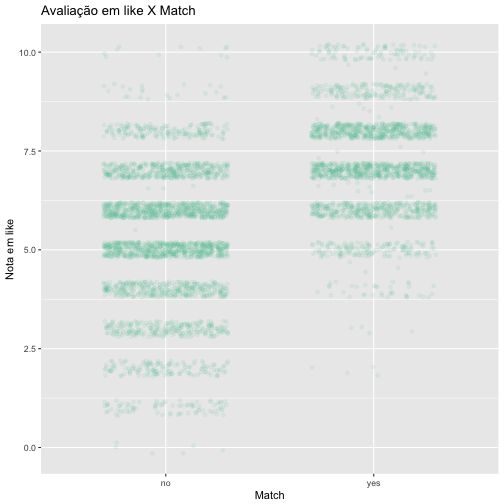 Avaliação em like X Match
10.0
7.5
5.0
2.5
0.0
Nota em like
no
yes
Match